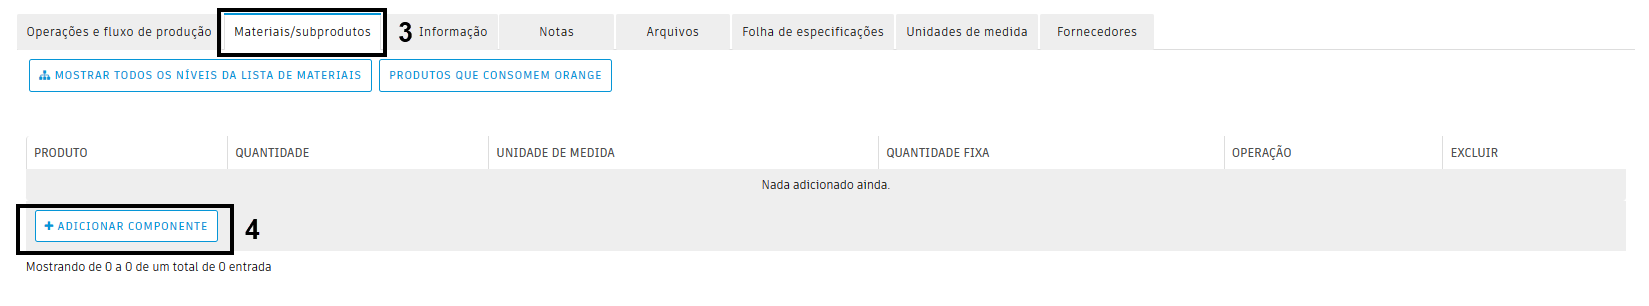 Operações e fluxo de produção Materiais/subprodutos 3 Informação Notas Arquivos Folha de especificações Unidades de medida Fornecedores
MOSTRAR TODOS OS NÍVEIS DA LISTA DE MATERIAIS PRODUTOS QUE CONSOMEM ORANGE
PRODUTO QUANTIDADE UNIDADE DE MEDIDA QUANTIDADE FIXA OPERAÇÃO EXCLUIR
Nada adicionado ainda.
+ ADICIONAR COMPONENTE 4
Mostrando de 0 a 0 de um total de 0 entrada